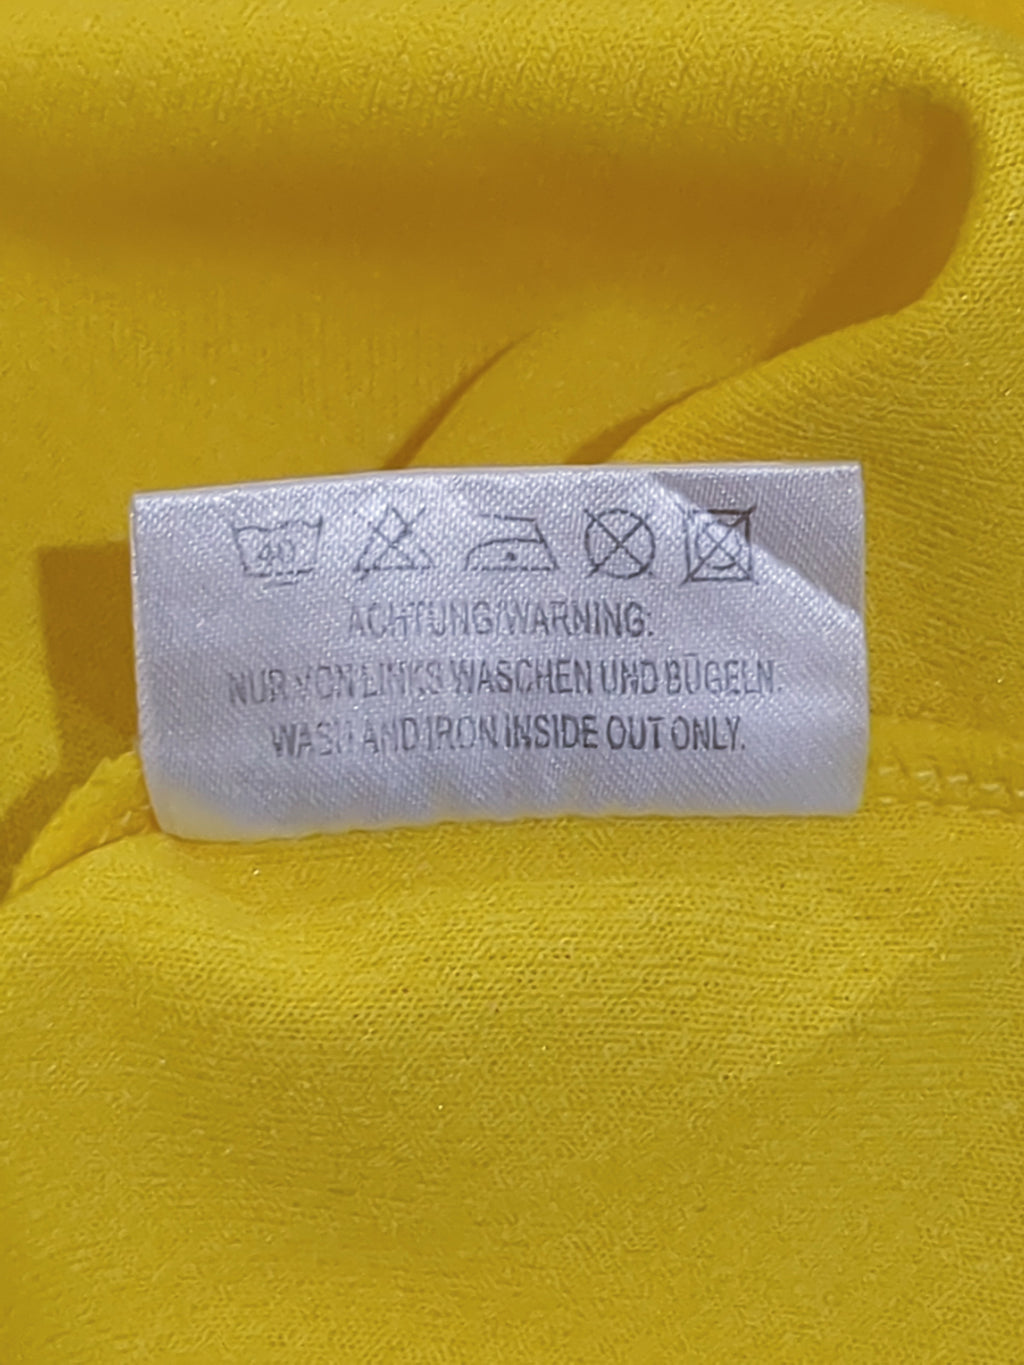 40
ACHTUNG/WARNING:
NUR VON LINKS WASCHEN UND BÜGELN.
WASH AND IRON INSIDE OUT ONLY.